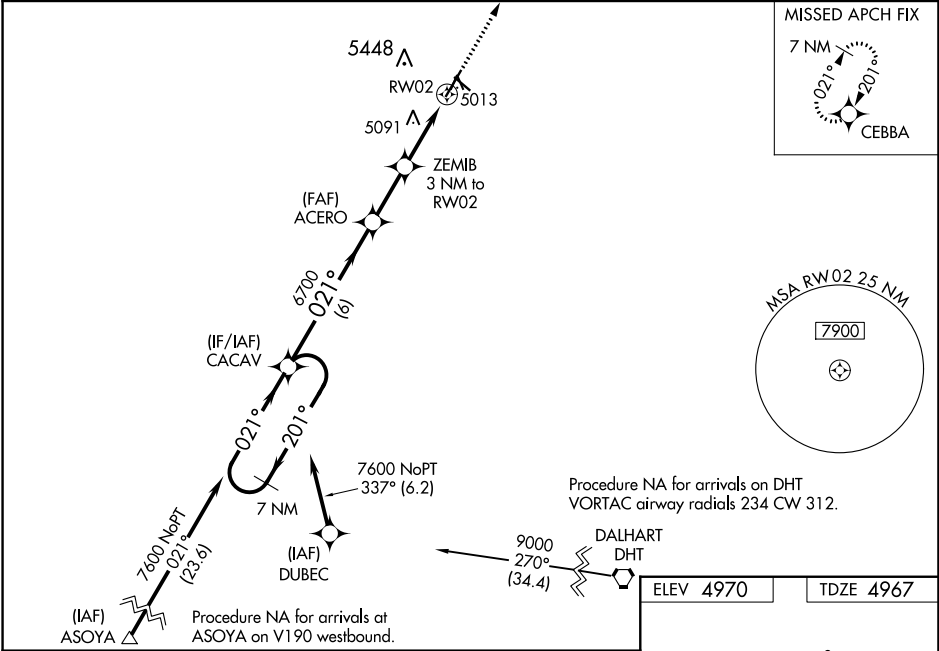 MISSED APCH FIX
7 NM
021°
201°
CEBBA
5448
RW02
5013
5091
ZEMIB
3 NM to
RW02
(FAF)
ACERO
6700
021°
(6)
(IF/IAF)
CACAV
021°
201°
7 NM
MSA RW02 25 NM
7900
7600 NoPT
337° (6.2)
(IAF)
DUBEC
Procedure NA for arrivals on DHT
VORTAC airway radials 234 CW 312.
9000
270°
(34.4)
DALHART
DHT
7600 NoPT
021°
(23.6)
(IAF)
ASOYA
Procedure NA for arrivals at
ASOYA on V190 westbound.
ELEV 4970
TDZE 4967